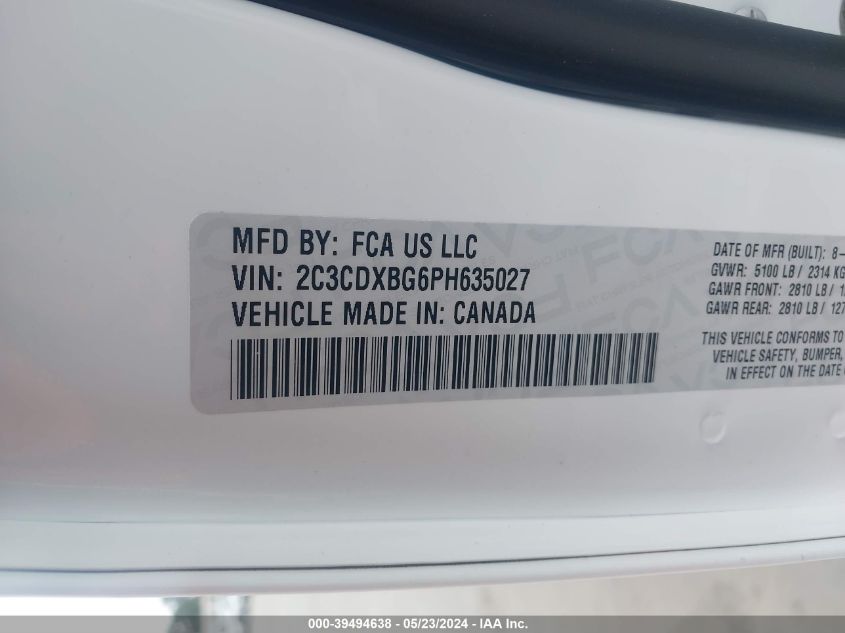 MFD BY: FCA US LLC
VIN: 2C3CDXBG6PH635027
VEHICLE MADE IN: CANADA
DATE OF MFR (BUILT): 8-
GVWR: 5100 LB / 2314 KG
GAWR FRONT: 2810 LB / 12
GAWR REAR: 2810 LB / 127
THIS VEHICLE CONFORMS TO
VEHICLE SAFETY, BUMPER,
IN EFFECT ON THE DATE
000-39494638 - 05/23/2024 - IAA Inc.